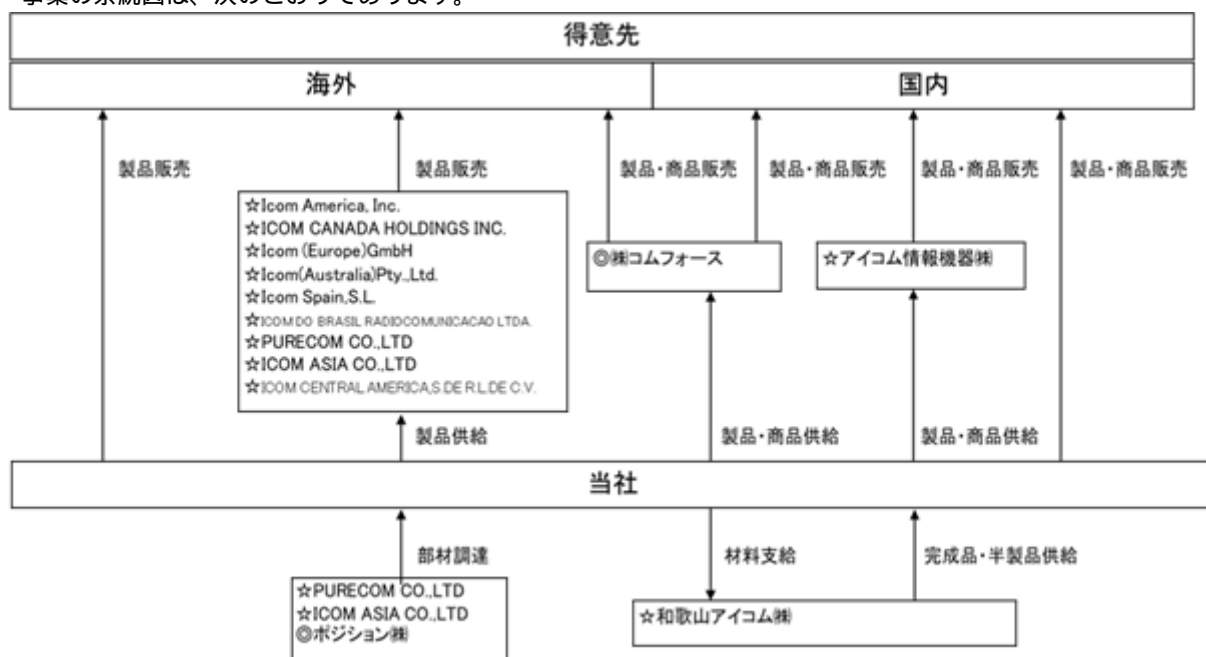 事業の系統図は、次のとおりであります。
得意先
海外 国内
製品販売 製品販売 製品・商品販売 製品・商品販売 製品・商品販売 製品・商品販売
☆Icom America, Inc.
☆ICOM CANADA HOLDINGS INC.
☆Icom (Europe)GmbH
☆Icom(Australia)Pty.,Ltd.
☆Icom Spain,S.L.
☆ICOM DO BRASIL RADIOCOMUNICACAO LTDA.
☆PURECOM CO.,LTD
☆ICOM ASIA CO.,LTD
☆ICOM CENTRAL AMERICA,S.DE R.L.DE C.V.
◎㈱コムフォース
☆アイコム情報機器㈱
製品供給 製品・商品供給 製品・商品供給
当社
部材調達 材料支給 完成品・半製品供給
☆PURECOM CO.,LTD
☆ICOM ASIA CO.,LTD
◎ポジション㈱
☆和歌山アイコム㈱